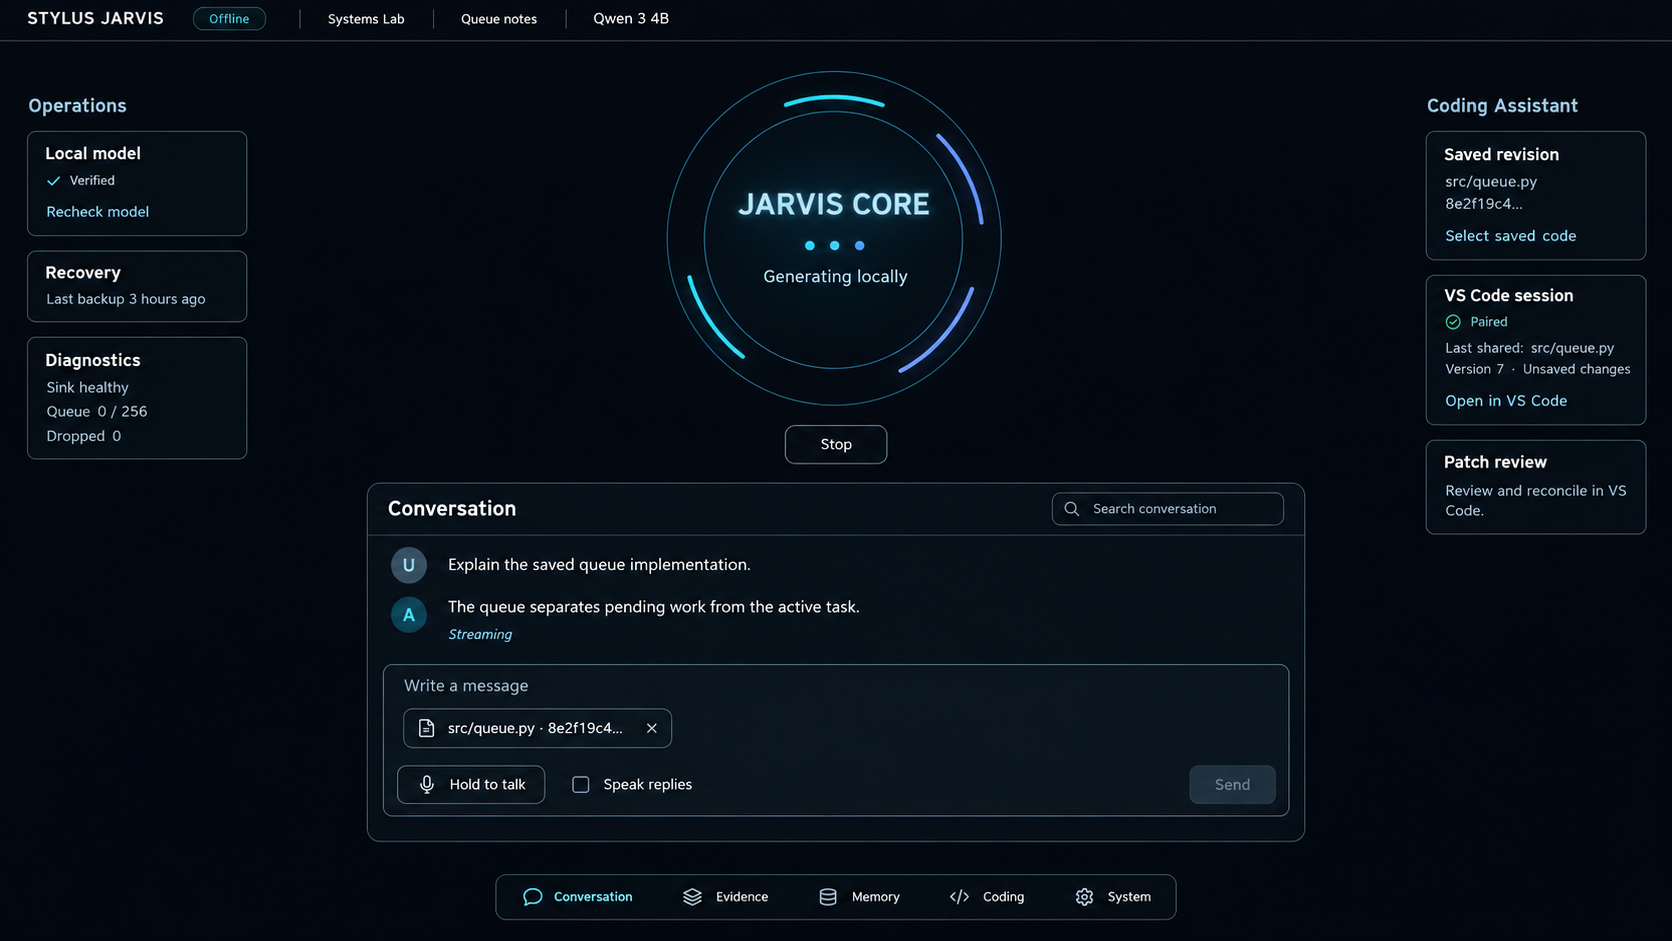 STYLUS JARVIS
Offline
Systems Lab
Queue notes
Qwen 3 4B
Operations
Local model
Verified
Recheck model
Recovery
Last backup 3 hours ago
Diagnostics
Sink healthy
Queue 0 / 256
Dropped 0
JARVIS CORE
Generating locally
Stop
Coding Assistant
Saved revision
src/queue.py
8e2f19c4...
Select saved code
VS Code session
Paired
Last shared: src/queue.py
Version 7 · Unsaved changes
Open in VS Code
Patch review
Review and reconcile in VS
Code.
Conversation
Search conversation
U
Explain the saved queue implementation.
A
The queue separates pending work from the active task.
Streaming
Write a message
src/queue.py · 8e2f19c4...
Hold to talk
Speak replies
Send
Conversation
Evidence
Memory
Coding
System